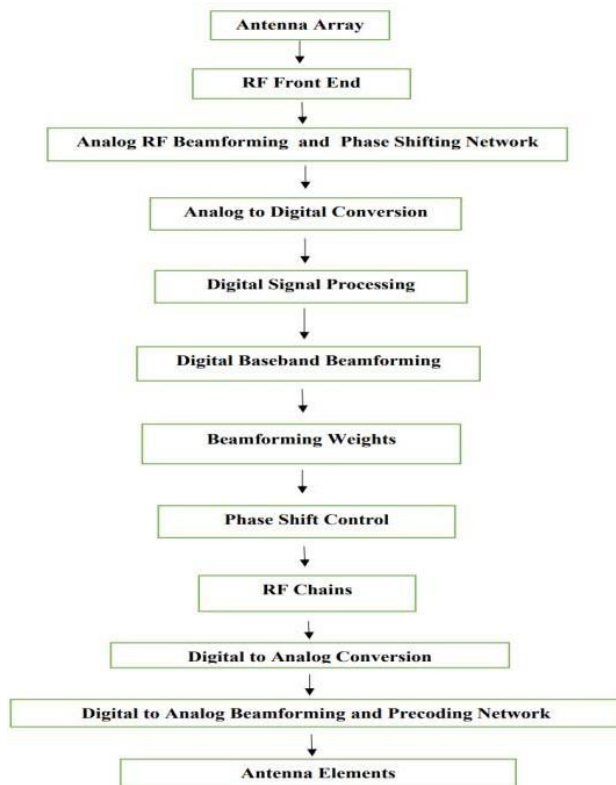 Antenna Array
RF Front End
Analog RF Beamforming and Phase Shifting Network
Analog to Digital Conversion
Digital Signal Processing
Digital Baseband Beamforming
Beamforming Weights
Phase Shift Control
RF Chains
Digital to Analog Conversion
Digital to Analog Beamforming and Precoding Network
Antenna Elements